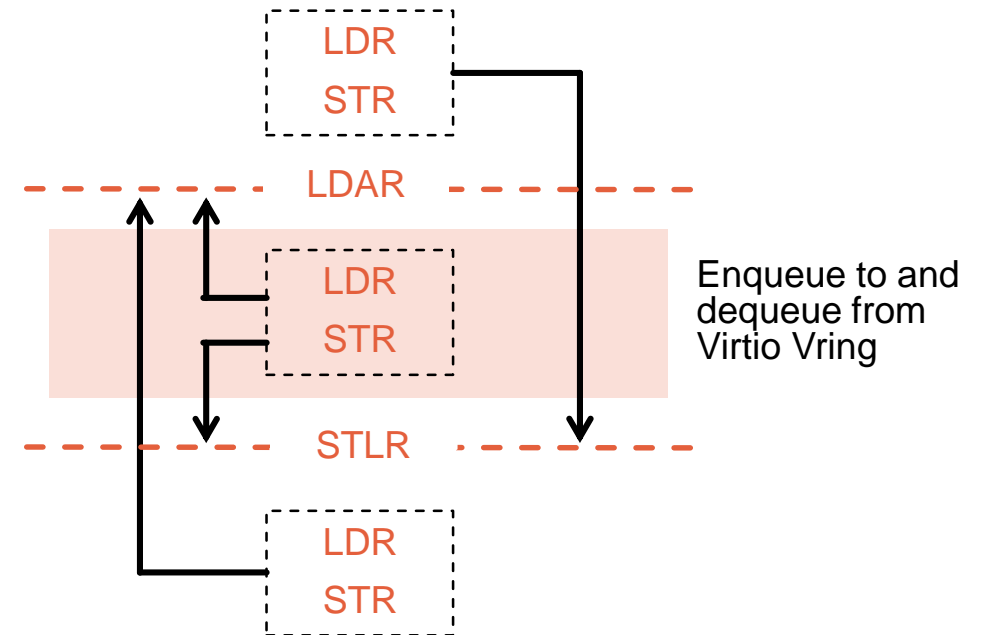 LDR
STR
LDAR
LDR
STR
Enqueue to and
dequeue from
Virtio Vring
STLR
LDR
STR